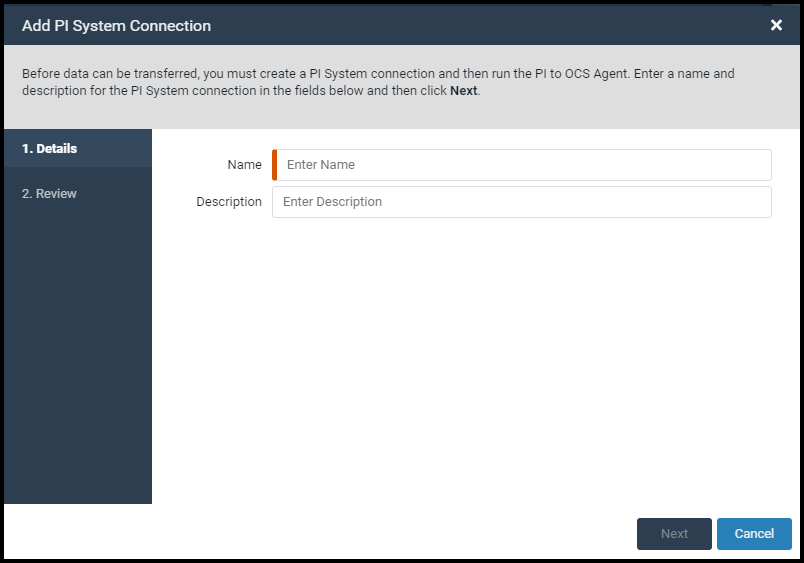 Add PI System Connection
Before data can be transferred, you must create a PI System connection and then run the PI to OCS Agent. Enter a name and
description for the PI System connection in the fields below and then click Next.
1. Details
2. Review
Name
Enter Name
Description
Enter Description
Next
Cancel